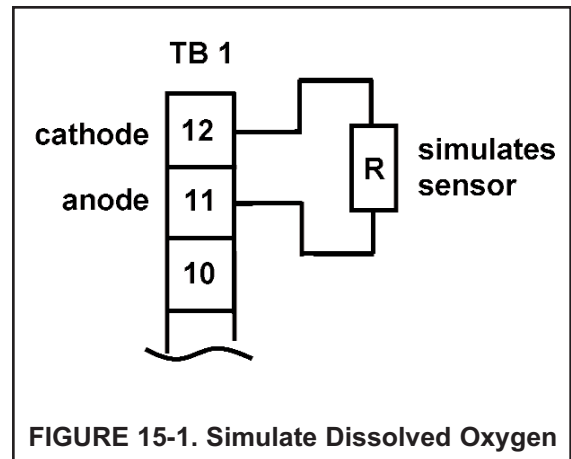 TB 1
cathode 12
anode 11
10
R
simulates
sensor
FIGURE 15-1. Simulate Dissolved Oxygen